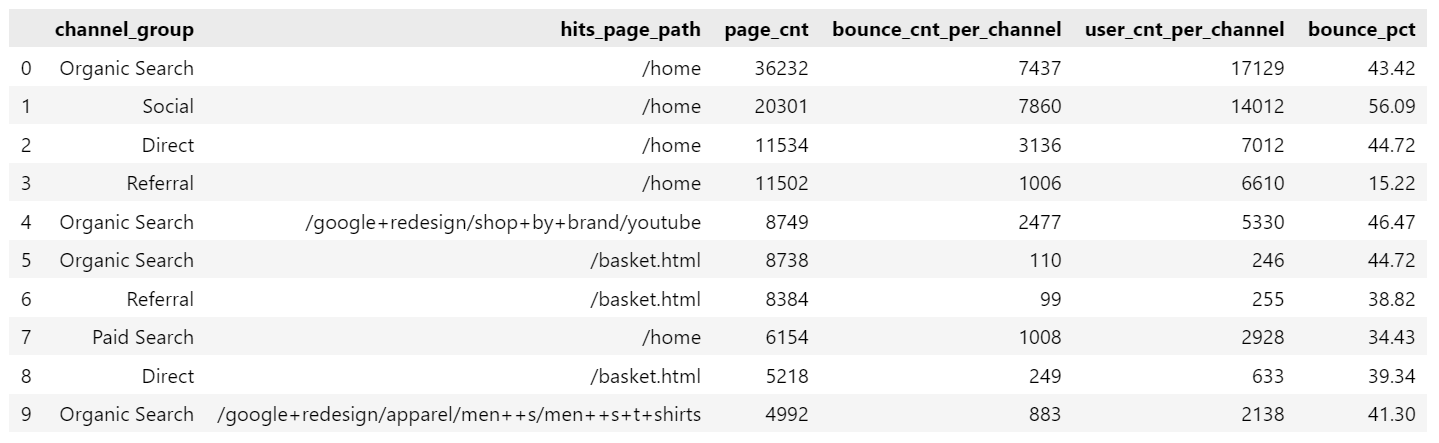 channel_group hits_page_path page_cnt bounce_cnt_per_channel user_cnt_per_channel bounce_pct
0 Organic Search /home 36232 7437 17129 43.42
1 Social /home 20301 7860 14012 56.09
2 Direct /home 11534 3136 7012 44.72
3 Referral /home 11502 1006 6610 15.22
4 Organic Search /google+redesign/shop+by+brand/youtube 8749 2477 5330 46.47
5 Organic Search /basket.html 8738 110 246 44.72
6 Referral /basket.html 8384 99 255 38.82
7 Paid Search /home 6154 1008 2928 34.43
8 Direct /basket.html 5218 249 633 39.34
9 Organic Search /google+redesign/apparel/men++s/men++s+t+shirts 4992 883 2138 41.30